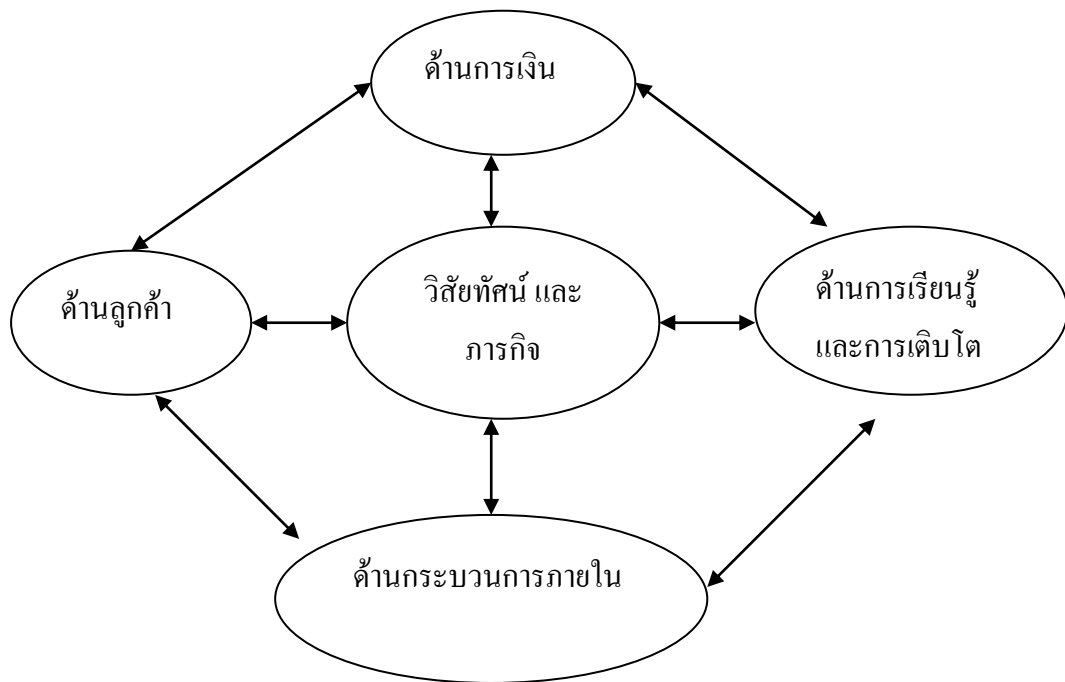 ด้านการเงิน
ด้านลูกค้า
วิสัยทัศน์ และ
ภารกิจ
ด้านการเรียนรู้
และการเติบโต
ด้านกระบวนการภายใน